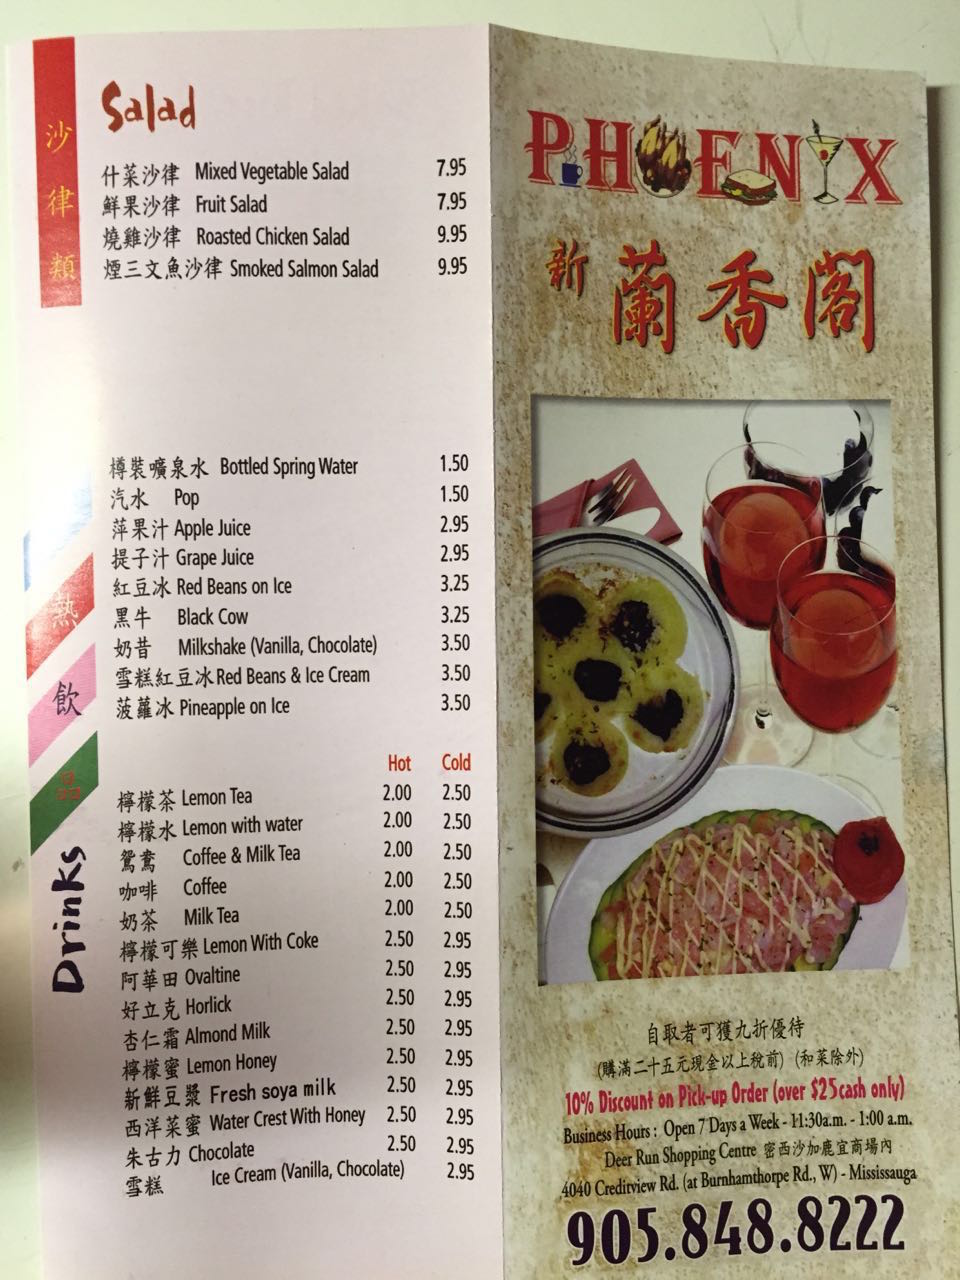 沙律類
Salad
什菜沙律 Mixed Vegetable Salad 7.95
鮮果沙律 Fruit Salad 7.95
燒雞沙律 Roasted Chicken Salad 9.95
煙三文魚沙律 Smoked Salmon Salad 9.95
熱飲品
Drinks
樽裝曠泉水 Bottled Spring Water 1.50
汽水 Pop 1.50
萍果汁 Apple Juice 2.95
提子汁 Grape Juice 2.95
紅豆冰 Red Beans on Ice 3.25
黑牛 Black Cow 3.25
奶昔 Milkshake (Vanilla, Chocolate) 3.50
雪糕紅豆冰 Red Beans & Ice Cream 3.50
菠蘿冰 Pineapple on Ice 3.50
Hot Cold
檸檬茶 Lemon Tea 2.00 2.50
檸檬水 Lemon with water 2.00 2.50
鴛鴦 Coffee & Milk Tea 2.00 2.50
咖啡 Coffee 2.00 2.50
奶茶 Milk Tea 2.00 2.50
檸檬可樂 Lemon With Coke 2.50 2.95
阿華田 Ovaltine 2.50 2.95
好立克 Horlick 2.50 2.95
杏仁霜 Almond Milk 2.50 2.95
檸檬蜜 Lemon Honey 2.50 2.95
新鮮豆漿 Fresh soya milk 2.50 2.95
西洋菜蜜 Water Crest With Honey 2.50 2.95
朱古力 Chocolate 2.50 2.95
雪糕 Ice Cream (Vanilla, Chocolate) 2.95
PHOENIX
新蘭香閣
自取者可獲九折優待
(購滿二十五元現金以上稅前) (和菜除外)
10% Discount on Pick-up Order (over $25cash only)
Business Hours : Open 7 Days a Week - 11:30a.m. - 1:00 a.m.
Deer Run Shopping Centre 密西沙加鹿宜商場內
4040 Creditview Rd. (at Burnhamthorpe Rd., W) - Mississauga
905.848.8222